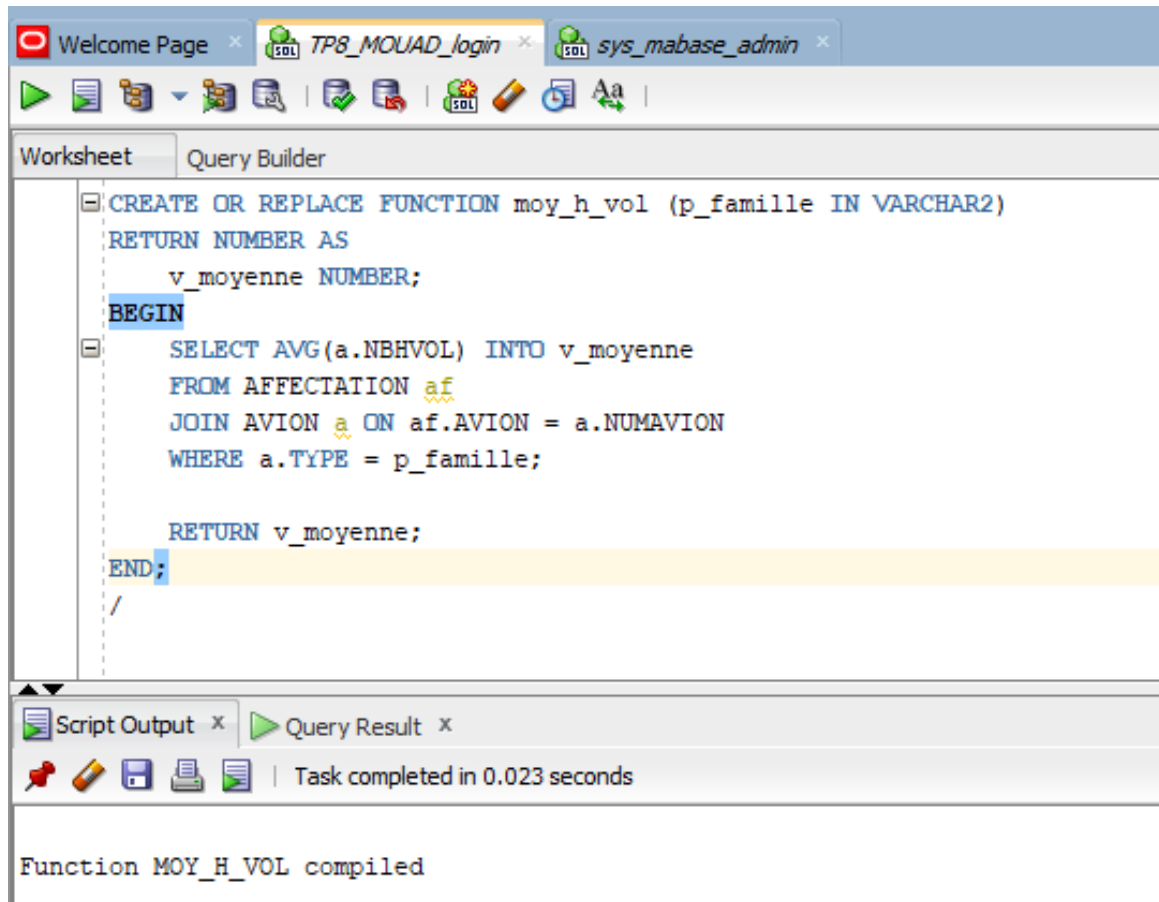 Welcome Page TP8_MOUAD_login sys_mabase_admin
Worksheet Query Builder
CREATE OR REPLACE FUNCTION moy_h_vol (p_famille IN VARCHAR2)
RETURN NUMBER AS
v_moyenne NUMBER;
BEGIN
SELECT AVG(a.NBHVOL) INTO v_moyenne
FROM AFFECTATION af
JOIN AVION a ON af.AVION = a.NUMAVION
WHERE a.TYPE = p_famille;
RETURN v_moyenne;
END;
/
Script Output x Query Result x
Task completed in 0.023 seconds
Function MOY_H_VOL compiled